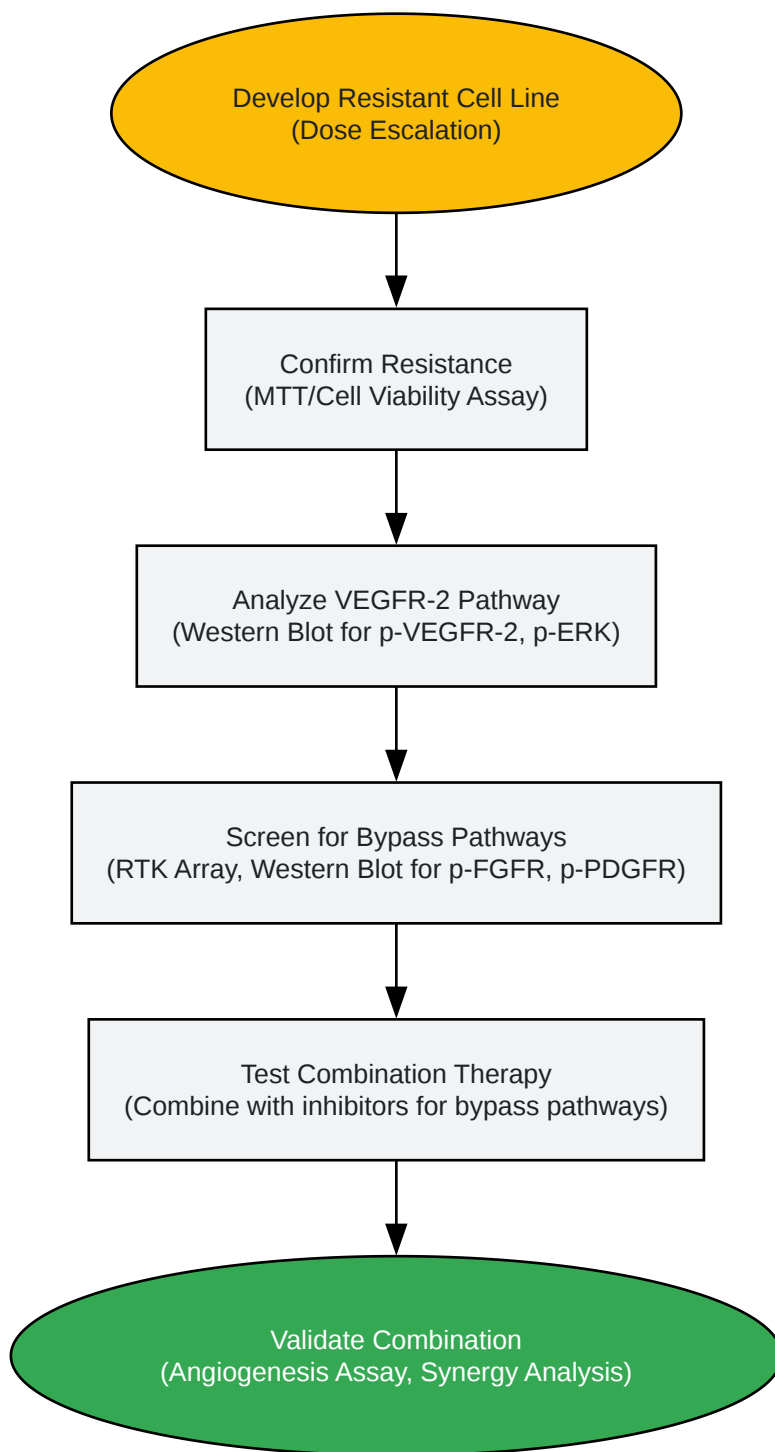 Develop Resistant Cell Line
(Dose Escalation)
Confirm Resistance
(MTT/Cell Viability Assay)
Analyze VEGFR-2 Pathway
(Western Blot for p-VEGFR-2, p-ERK)
Screen for Bypass Pathways
(RTK Array, Western Blot for p-FGFR, p-PDGFR)
Test Combination Therapy
(Combine with inhibitors for bypass pathways)
Validate Combination
(Angiogenesis Assay, Synergy Analysis)